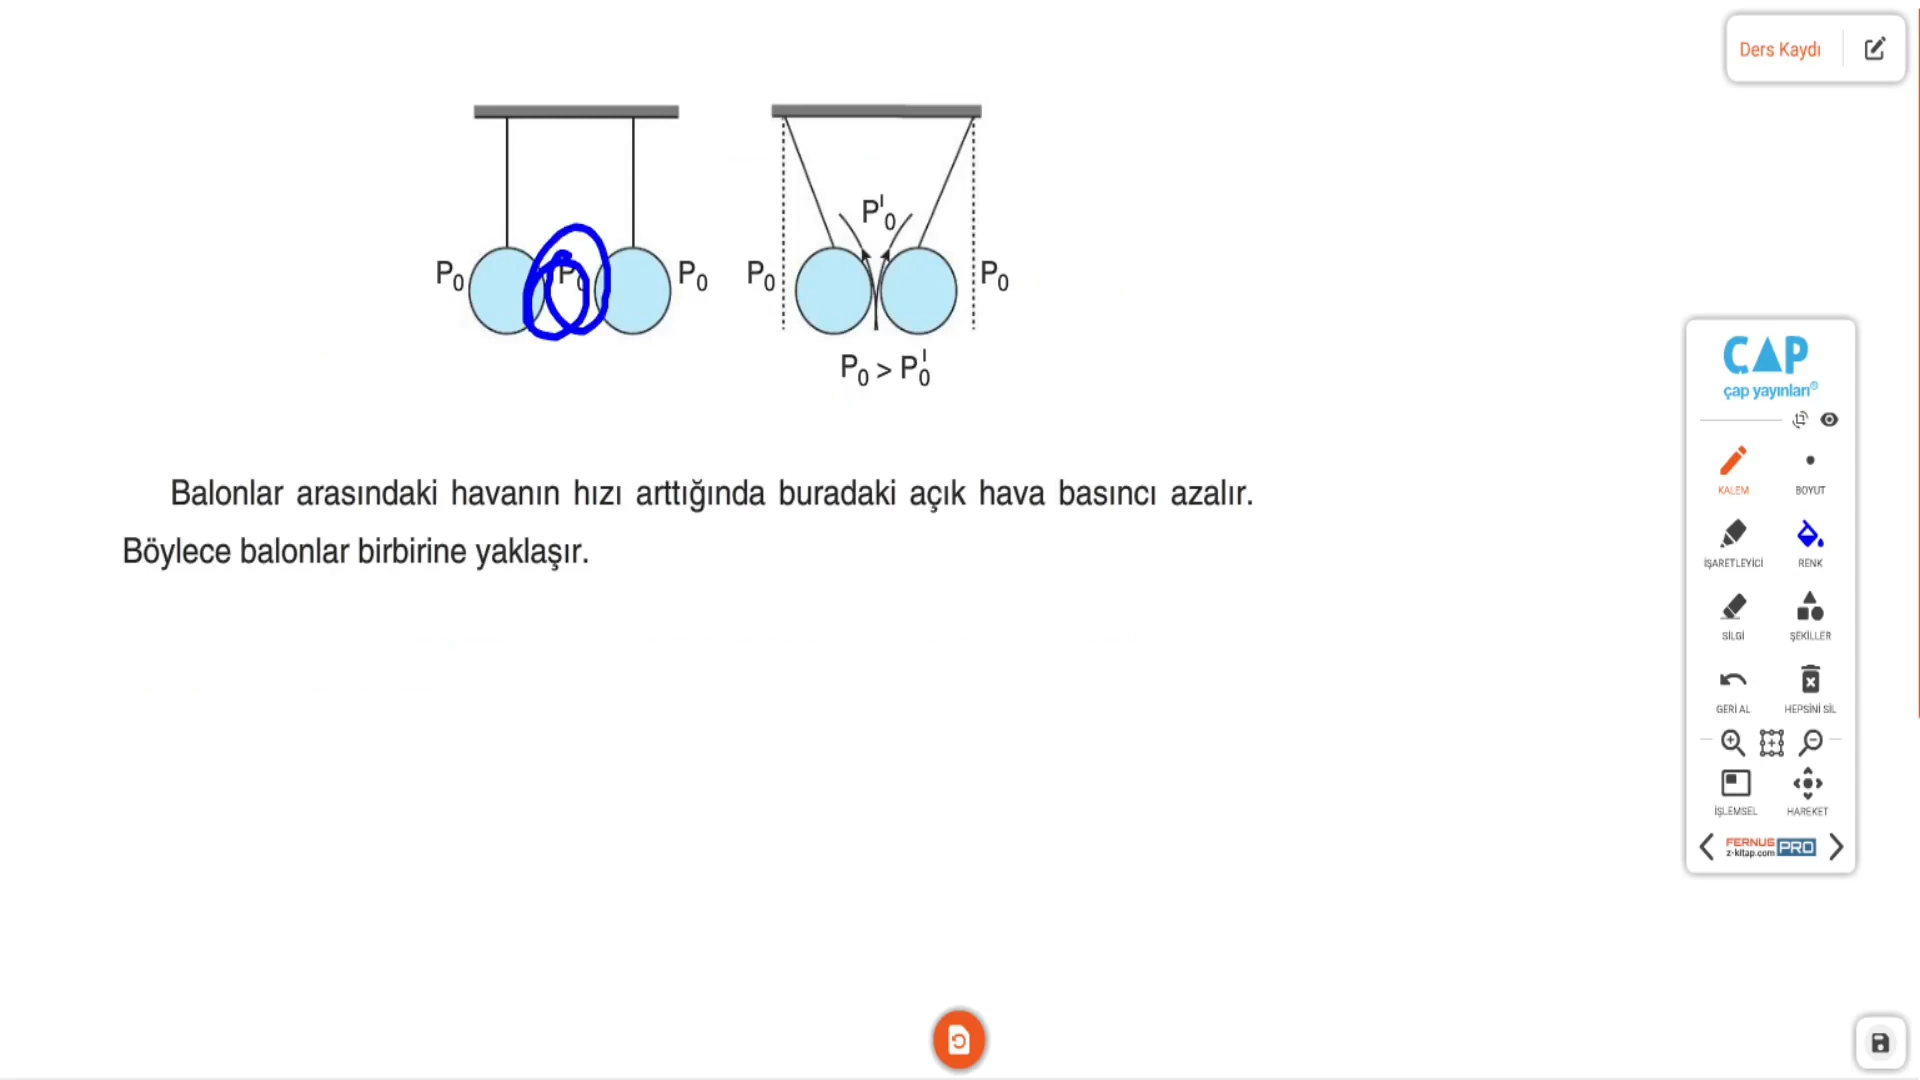 Ders Kaydı
P₀ P₀ P₀ P₀ P'₀ P₀
P₀ > P'₀
Balonlar arasındaki havanın hızı arttığında buradaki açık hava basıncı azalır.
Böylece balonlar birbirine yaklaşır.
ÇAP
çap yayınları®
KALEM BOYUT
İŞARETLEYİCİ RENK
SİLGİ ŞEKİLLER
GERİ AL HEPSİNİ SİL
İŞLEMSEL HAREKET
FERNUS PRO
z-kitap.com